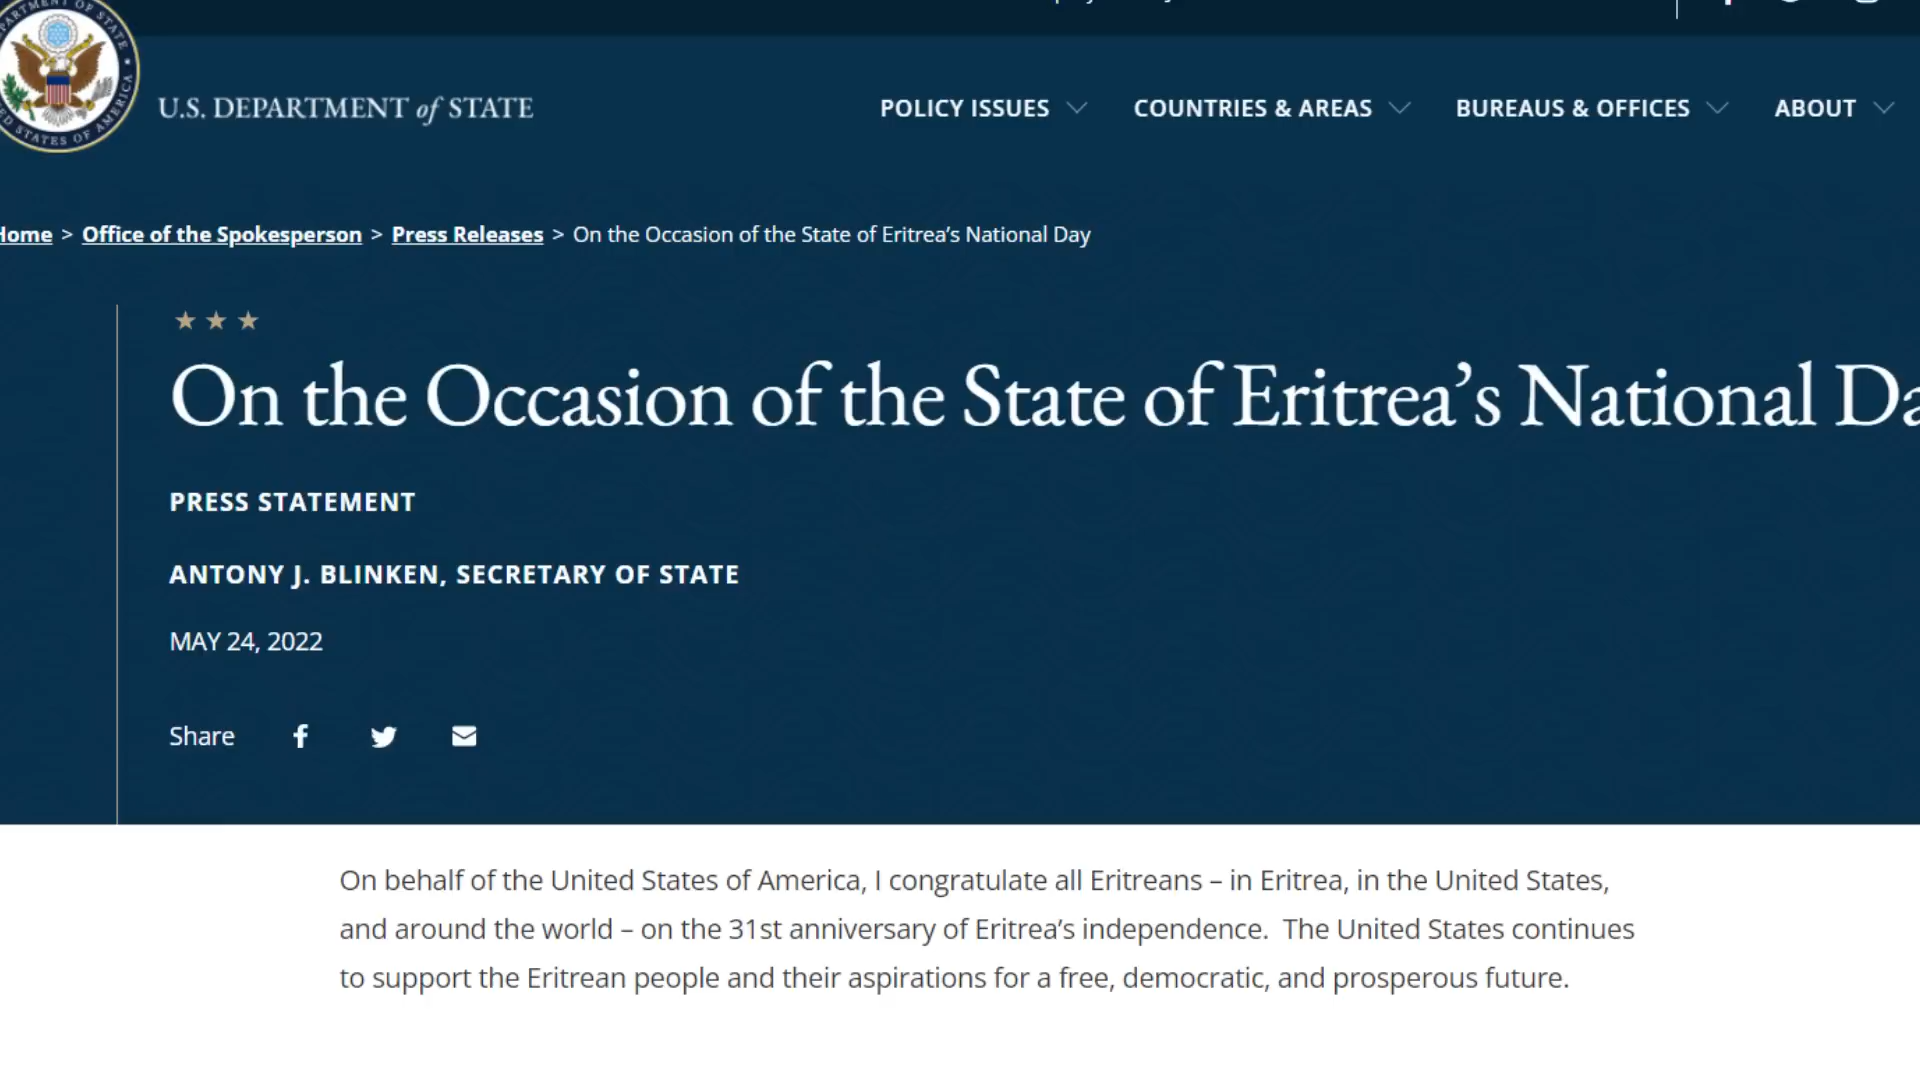 U.S. DEPARTMENT of STATE
POLICY ISSUES
COUNTRIES & AREAS
BUREAUS & OFFICES
ABOUT
Home > Office of the Spokesperson > Press Releases > On the Occasion of the State of Eritrea’s National Day
On the Occasion of the State of Eritrea’s National Da
PRESS STATEMENT
ANTONY J. BLINKEN, SECRETARY OF STATE
MAY 24, 2022
Share
On behalf of the United States of America, I congratulate all Eritreans – in Eritrea, in the United States,
and around the world – on the 31st anniversary of Eritrea’s independence.  The United States continues
to support the Eritrean people and their aspirations for a free, democratic, and prosperous future.